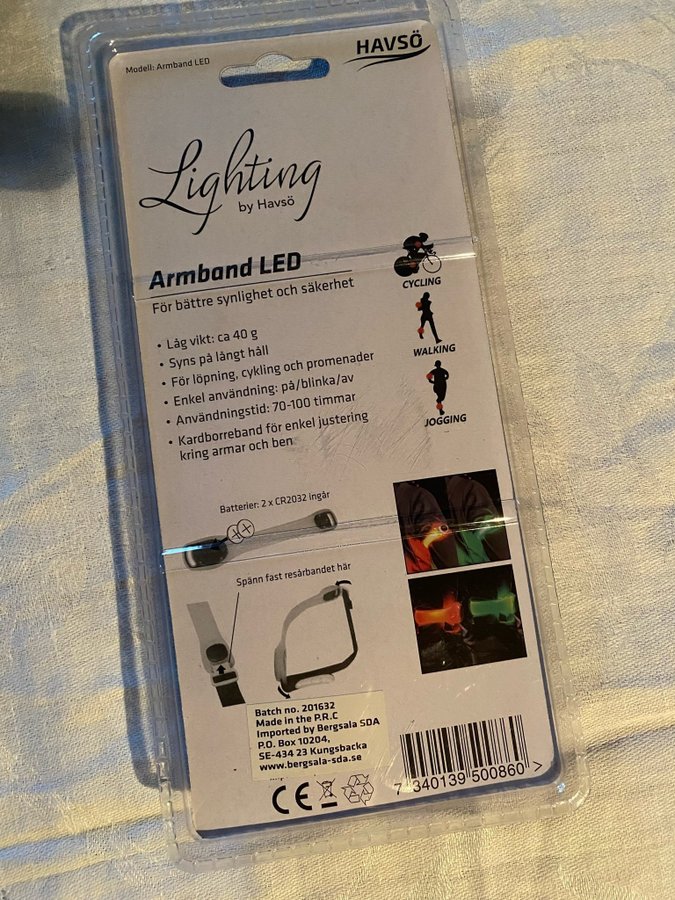 Modell: Armband LED
HAVSÖ
Lighting
by Havsö
Armband LED
För bättre synlighet och säkerhet
• Låg vikt: ca 40 g
• Syns på långt håll
• För löpning, cykling och promenader
• Enkel användning: på/blinka/av
• Användningstid: 70-100 timmar
• Kardborreband för enkel justering
kring armar och ben
CYCLING
WALKING
JOGGING
Batterier: 2 x CR2032 ingår
Spänn fast resårbandet här
Batch no. 201632
Made in the P.R.C
Imported by Bergsala SDA
P.O. Box 10204,
SE-434 23 Kungsbacka
www.bergsala-sda.se
CE
7 340139 500860 >